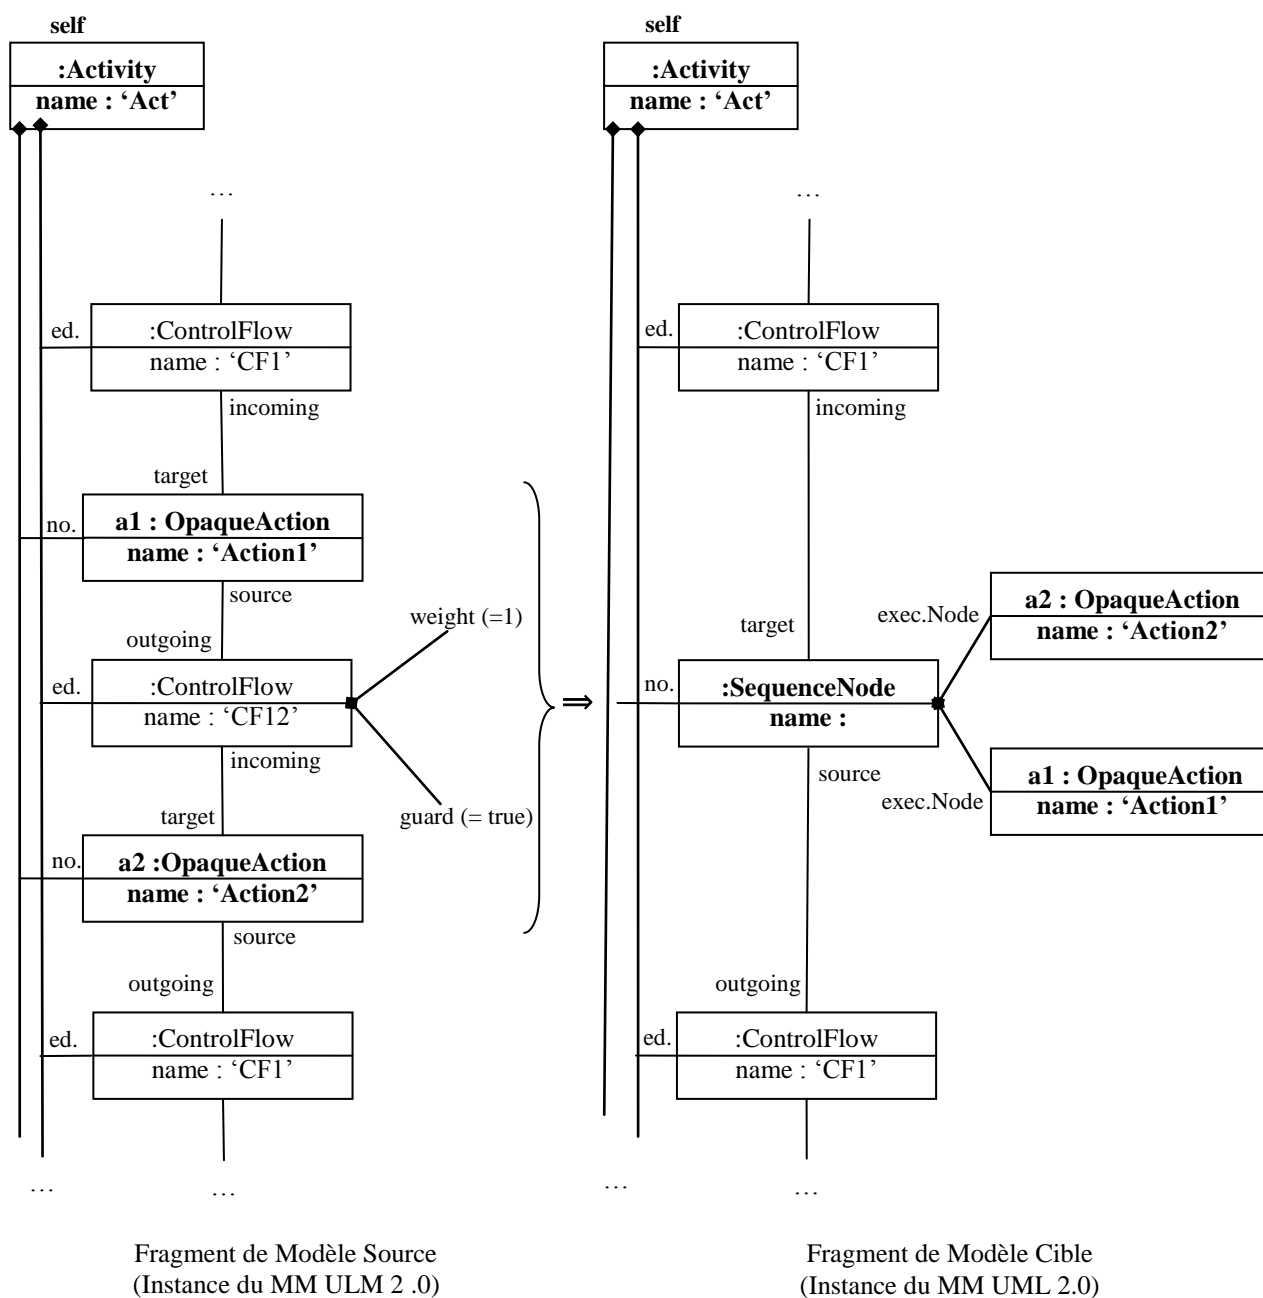 self
:Activity
name : ‘Act’
…
ed.
:ControlFlow
name : ‘CF1’
incoming
target
no.
a1 : OpaqueAction
name : ‘Action1’
source
weight (=1)
outgoing
ed.
:ControlFlow
name : ‘CF12’
incoming
guard (= true)
target
no.
a2 :OpaqueAction
name : ‘Action2’
source
outgoing
ed.
:ControlFlow
name : ‘CF1’
…
…
Fragment de Modèle Source
(Instance du MM ULM 2 .0)
⇒
self
:Activity
name : ‘Act’
…
ed.
:ControlFlow
name : ‘CF1’
incoming
target
exec.Node
a2 : OpaqueAction
name : ‘Action2’
no.
:SequenceNode
name :
source
exec.Node
a1 : OpaqueAction
name : ‘Action1’
outgoing
ed.
:ControlFlow
name : ‘CF1’
…
…
Fragment de Modèle Cible
(Instance du MM UML 2.0)